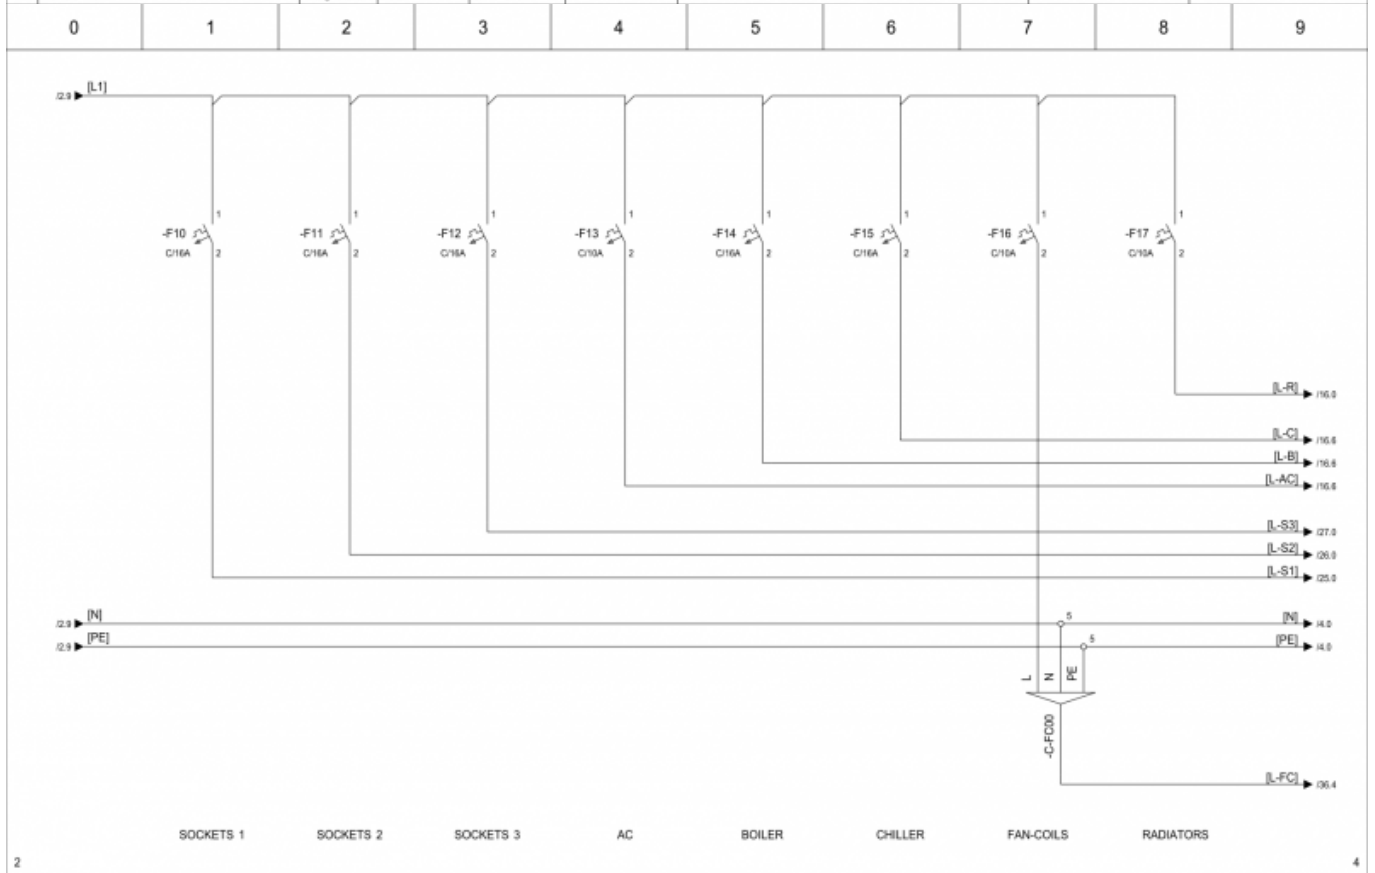 0 1 2 3 4 5 6 7 8 9
/2.9 [L1]
1 1 1 1 1 1 1 1
-F10 -F11 -F12 -F13 -F14 -F15 -F16 -F17
C/16A 2 C/16A 2 C/16A 2 C/10A 2 C/16A 2 C/16A 2 C/10A 2 C/10A 2
[L-R] /16.0
[L-C] /16.6
[L-B] /16.6
[L-AC] /16.6
[L-S3] /27.0
[L-S2] /26.0
[L-S1] /25.0
/2.9 [N] 5 [N] /4.0
/2.9 [PE] 5 [PE] /4.0
L N PE
-C-FC00
[L-FC] /36.4
SOCKETS 1 SOCKETS 2 SOCKETS 3 AC BOILER CHILLER FAN-COILS RADIATORS
2 4